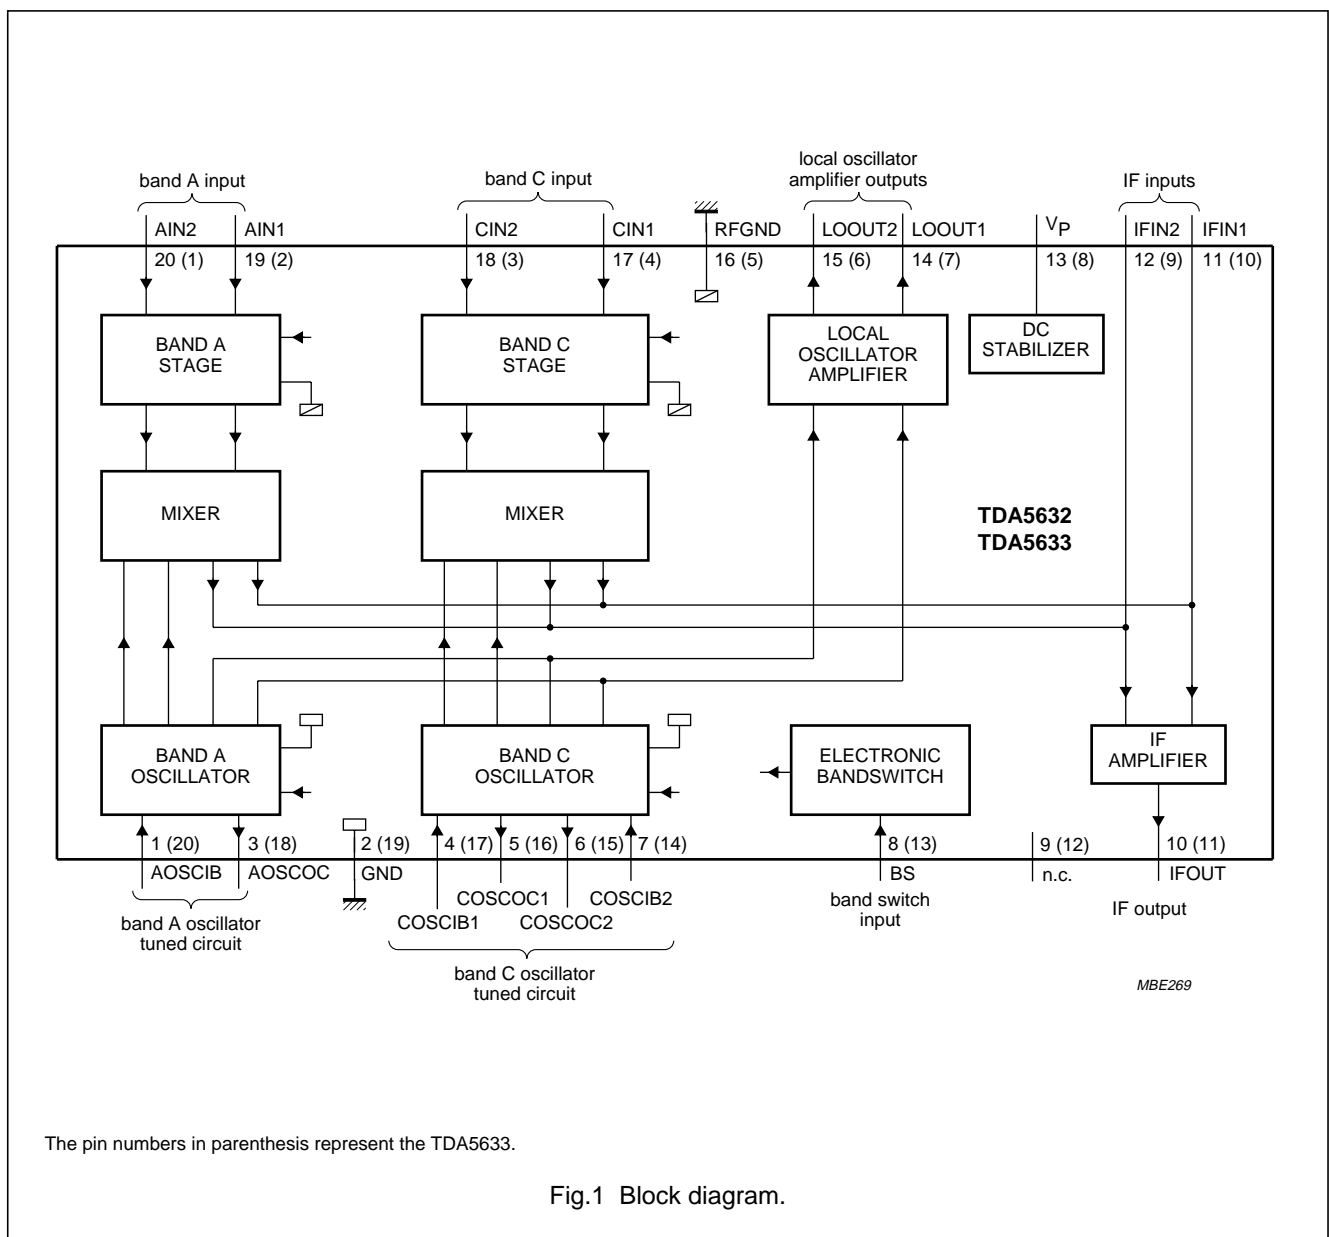 band A input
band C input
local oscillator
amplifier outputs
IF inputs
AIN2 AIN1 CIN2 CIN1 RFGND LOOUT2 LOOUT1 VP IFIN2 IFIN1
20 (1) 19 (2) 18 (3) 17 (4) 16 (5) 15 (6) 14 (7) 13 (8) 12 (9) 11 (10)
BAND A
STAGE
BAND C
STAGE
LOCAL
OSCILLATOR
AMPLIFIER
DC
STABILIZER
MIXER
MIXER
TDA5632
TDA5633
BAND A
OSCILLATOR
BAND C
OSCILLATOR
ELECTRONIC
BANDSWITCH
IF
AMPLIFIER
1 (20) 3 (18) 2 (19) 4 (17) 5 (16) 6 (15) 7 (14) 8 (13) 9 (12) 10 (11)
AOSCIB AOSCOC GND BS n.c. IFOUT
COSCOC1 COSCIB2
COSCIB1 COSCOC2
band A oscillator
tuned circuit
band switch
input
IF output
band C oscillator
tuned circuit
MBE269
The pin numbers in parenthesis represent the TDA5633.
Fig.1 Block diagram.